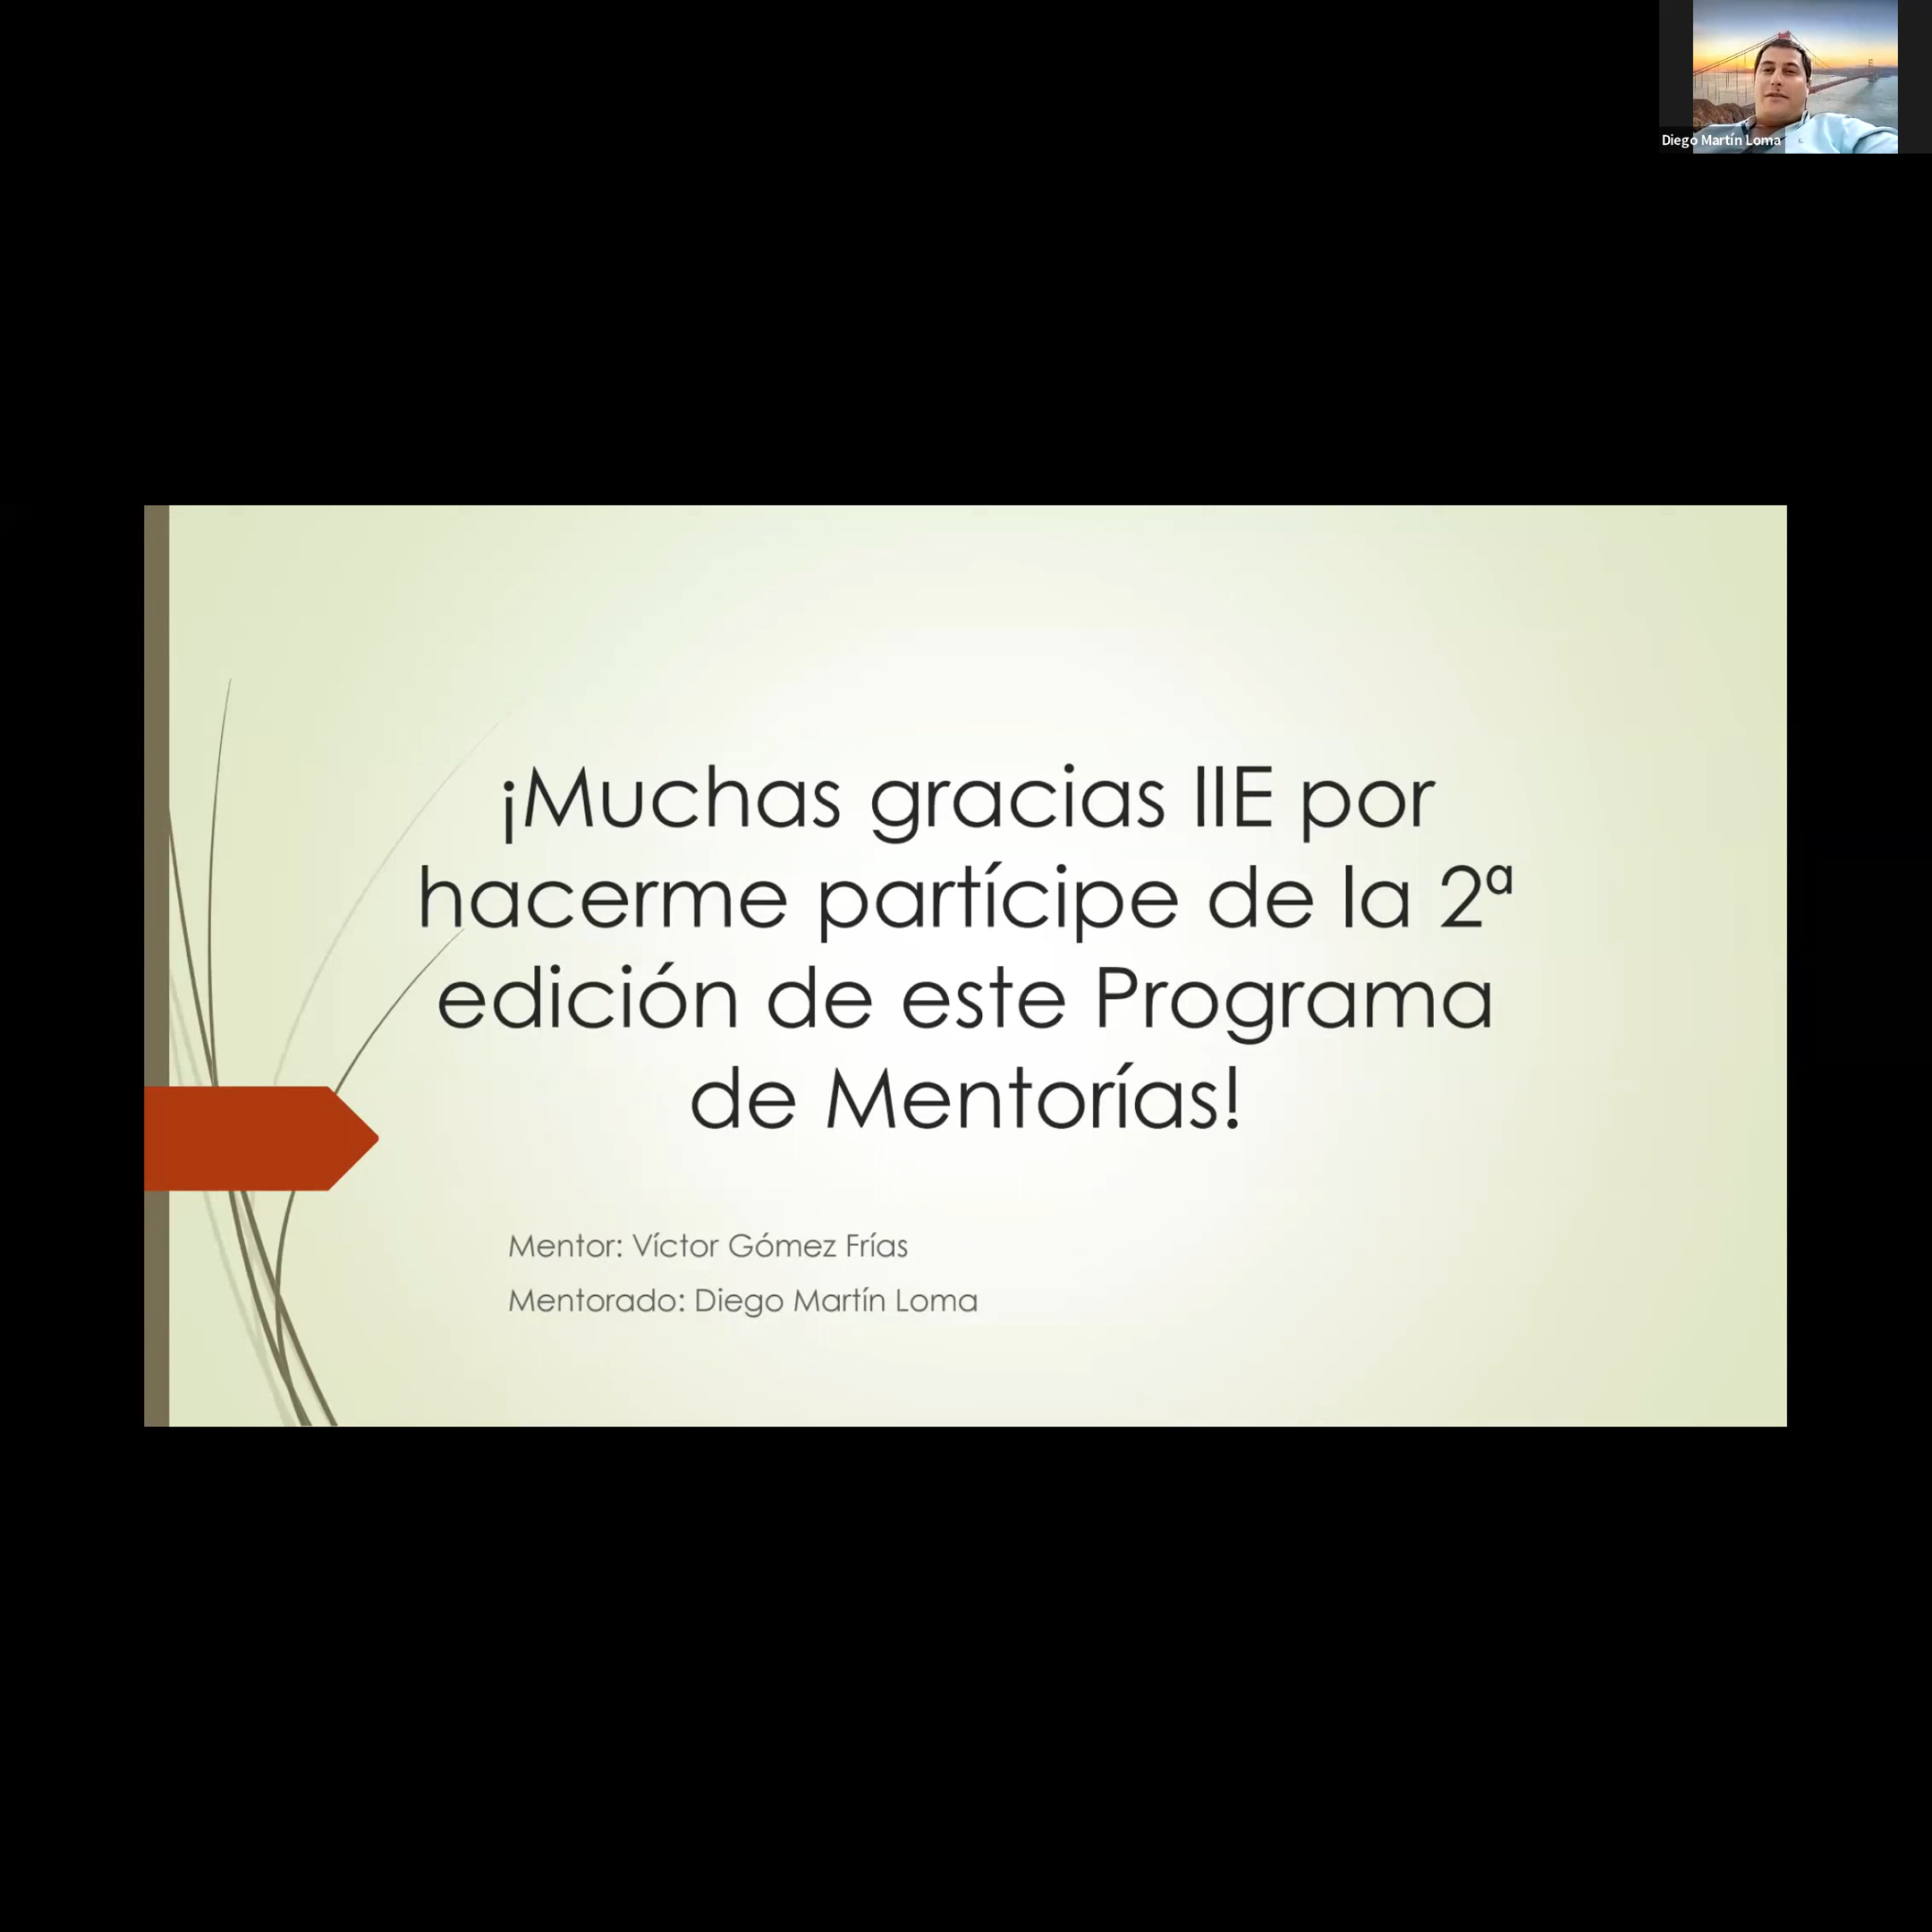 Diego Martín Loma
¡Muchas gracias IIE por
hacerme partícipe de la 2ª
edición de este Programa
de Mentorías!
Mentor: Víctor Gómez Frías
Mentorado: Diego Martín Loma